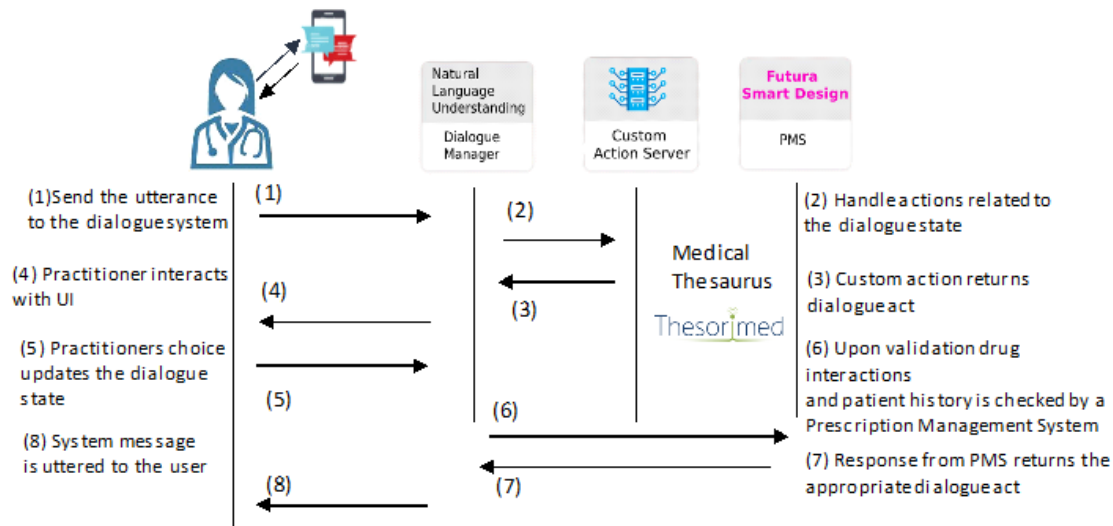 Natural
Language
Understanding
Dialogue
Manager
Custom
Action Server
Futura
Smart Design
PMS
(1)Send the utterance
to the dialogue system
(1)
(2)
(2) Handle actions related to
the dialogue state
(4) Practitioner interacts
with UI
(4)
(3)
Medical
Thesaurus
Thesorimed
(3) Custom action returns
dialogue act
(5) Practitioners choice
updates the dialogue
state
(5)
(6)
(6) Upon validation drug
interactions
and patient history is checked by a
Prescription Management System
(8) System message
is uttered to the user
(8)
(7)
(7) Response from PMS returns the
appropriate dialogue act